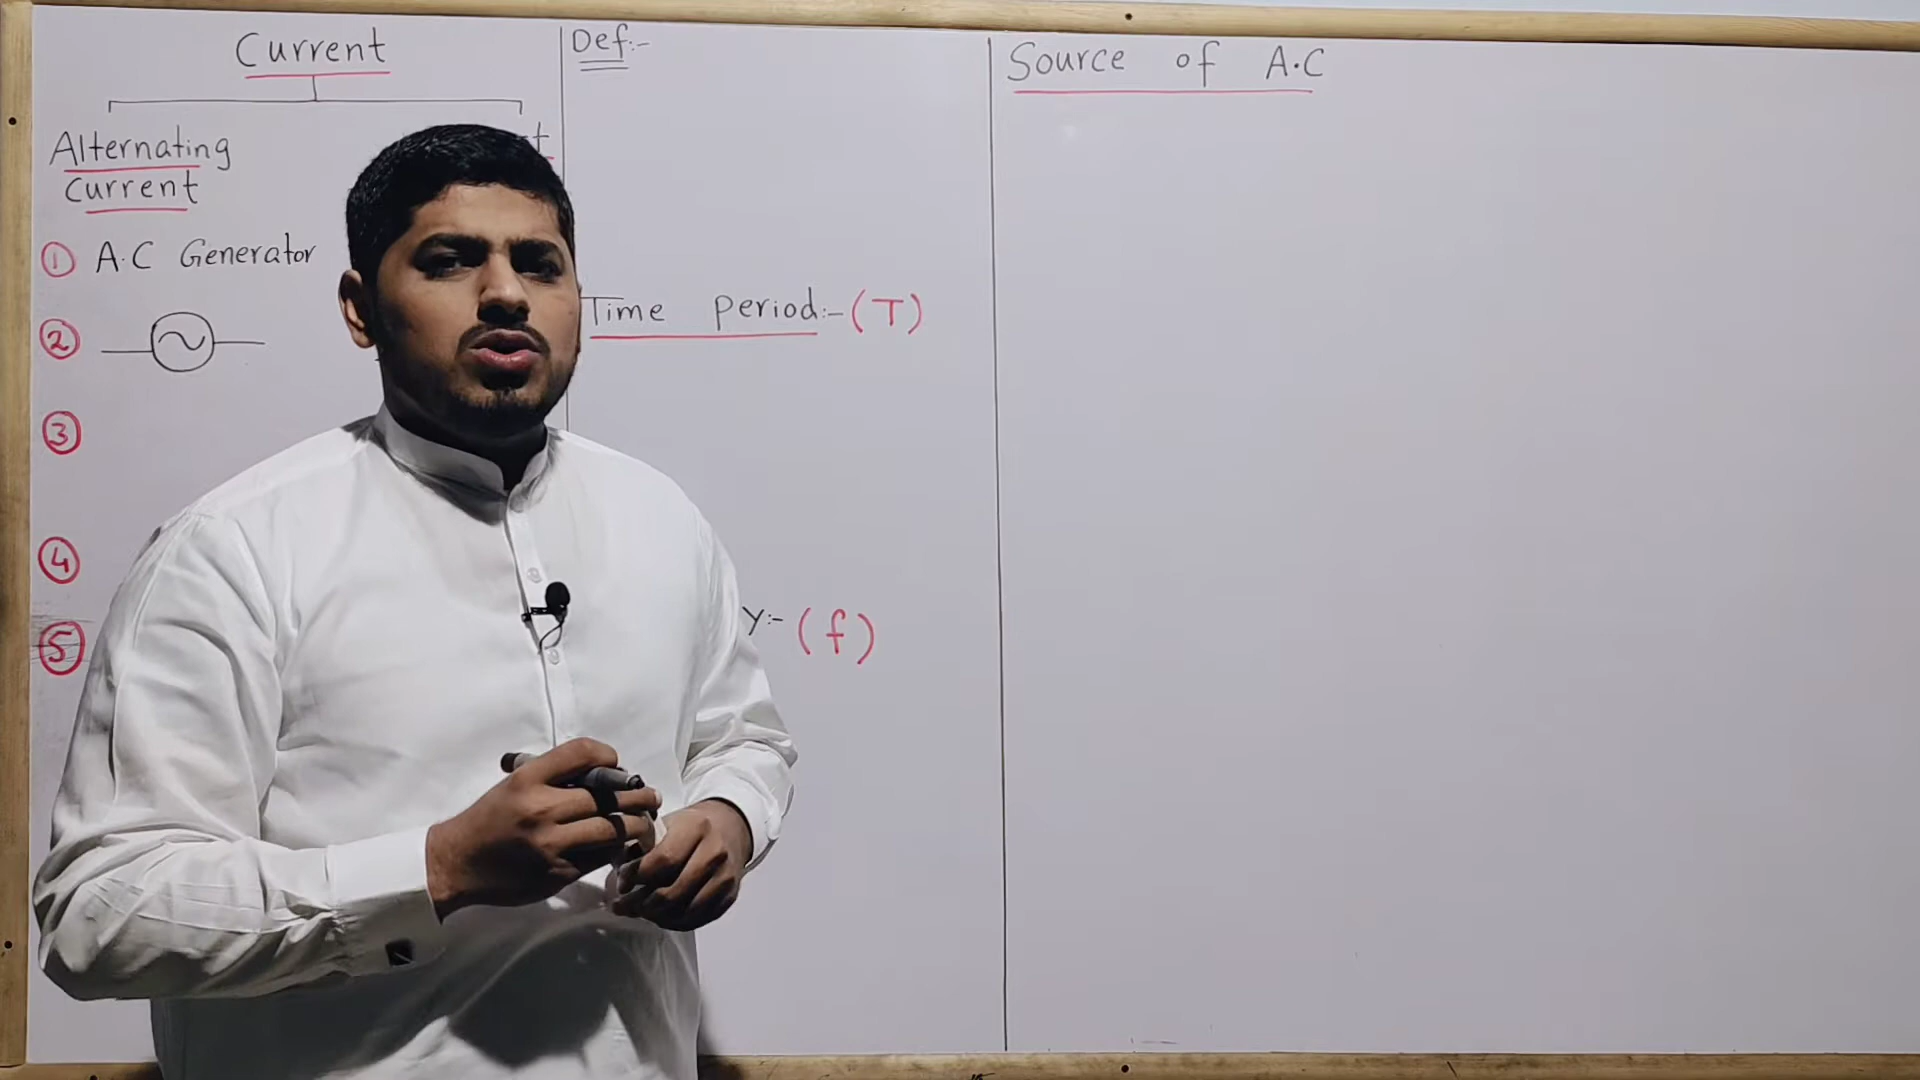 Current
Alternating
Current
① A.C Generator
②
③
④
⑤
Def:-
Time period:- (T)
y:- (f)
Source of A.C